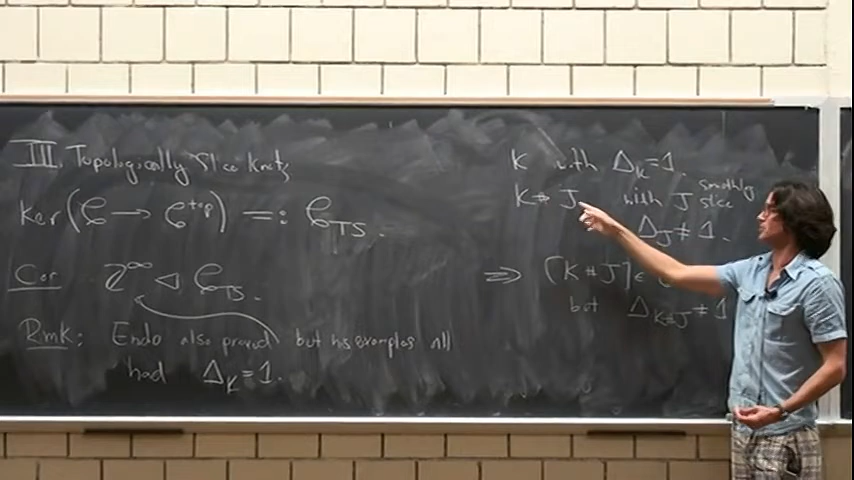 III. Topologically Slice knots
Ker(C → C^top) =: C_TS.
Cor Z^∞ ◁ C_TS.
Rmk: Endo also proved but his examples all
had Δ_K = 1.
K with Δ_K = 1.
K # J with J smoothly slice
Δ_J ≠ 1.
⇒ [K # J] ∈
but Δ_K#J ≠ 1